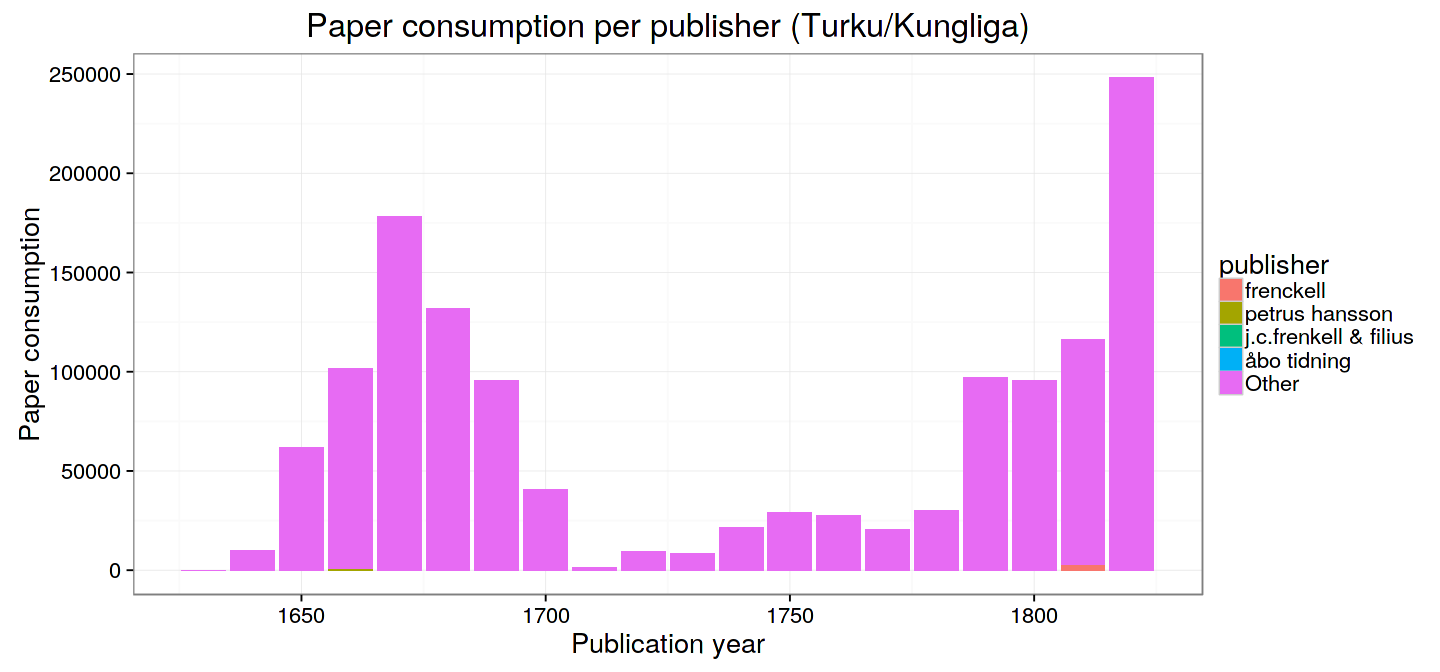 Paper consumption per publisher (Turku/Kungliga)
Paper consumption
250000
200000
150000
100000
50000
0
1650 1700 1750 1800
Publication year
publisher
frenckell
petrus hansson
j.c.frenkell & filius
åbo tidning
Other